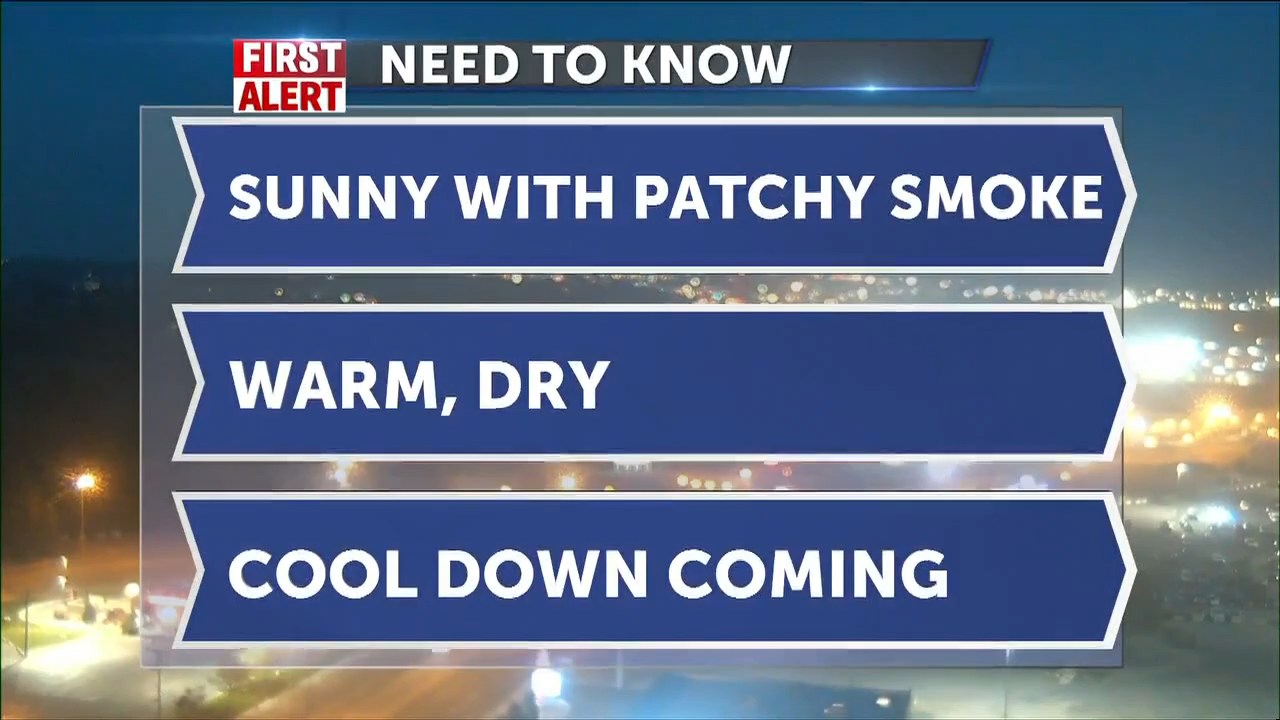 FIRST
ALERT
NEED TO KNOW
SUNNY WITH PATCHY SMOKE
WARM, DRY
COOL DOWN COMING